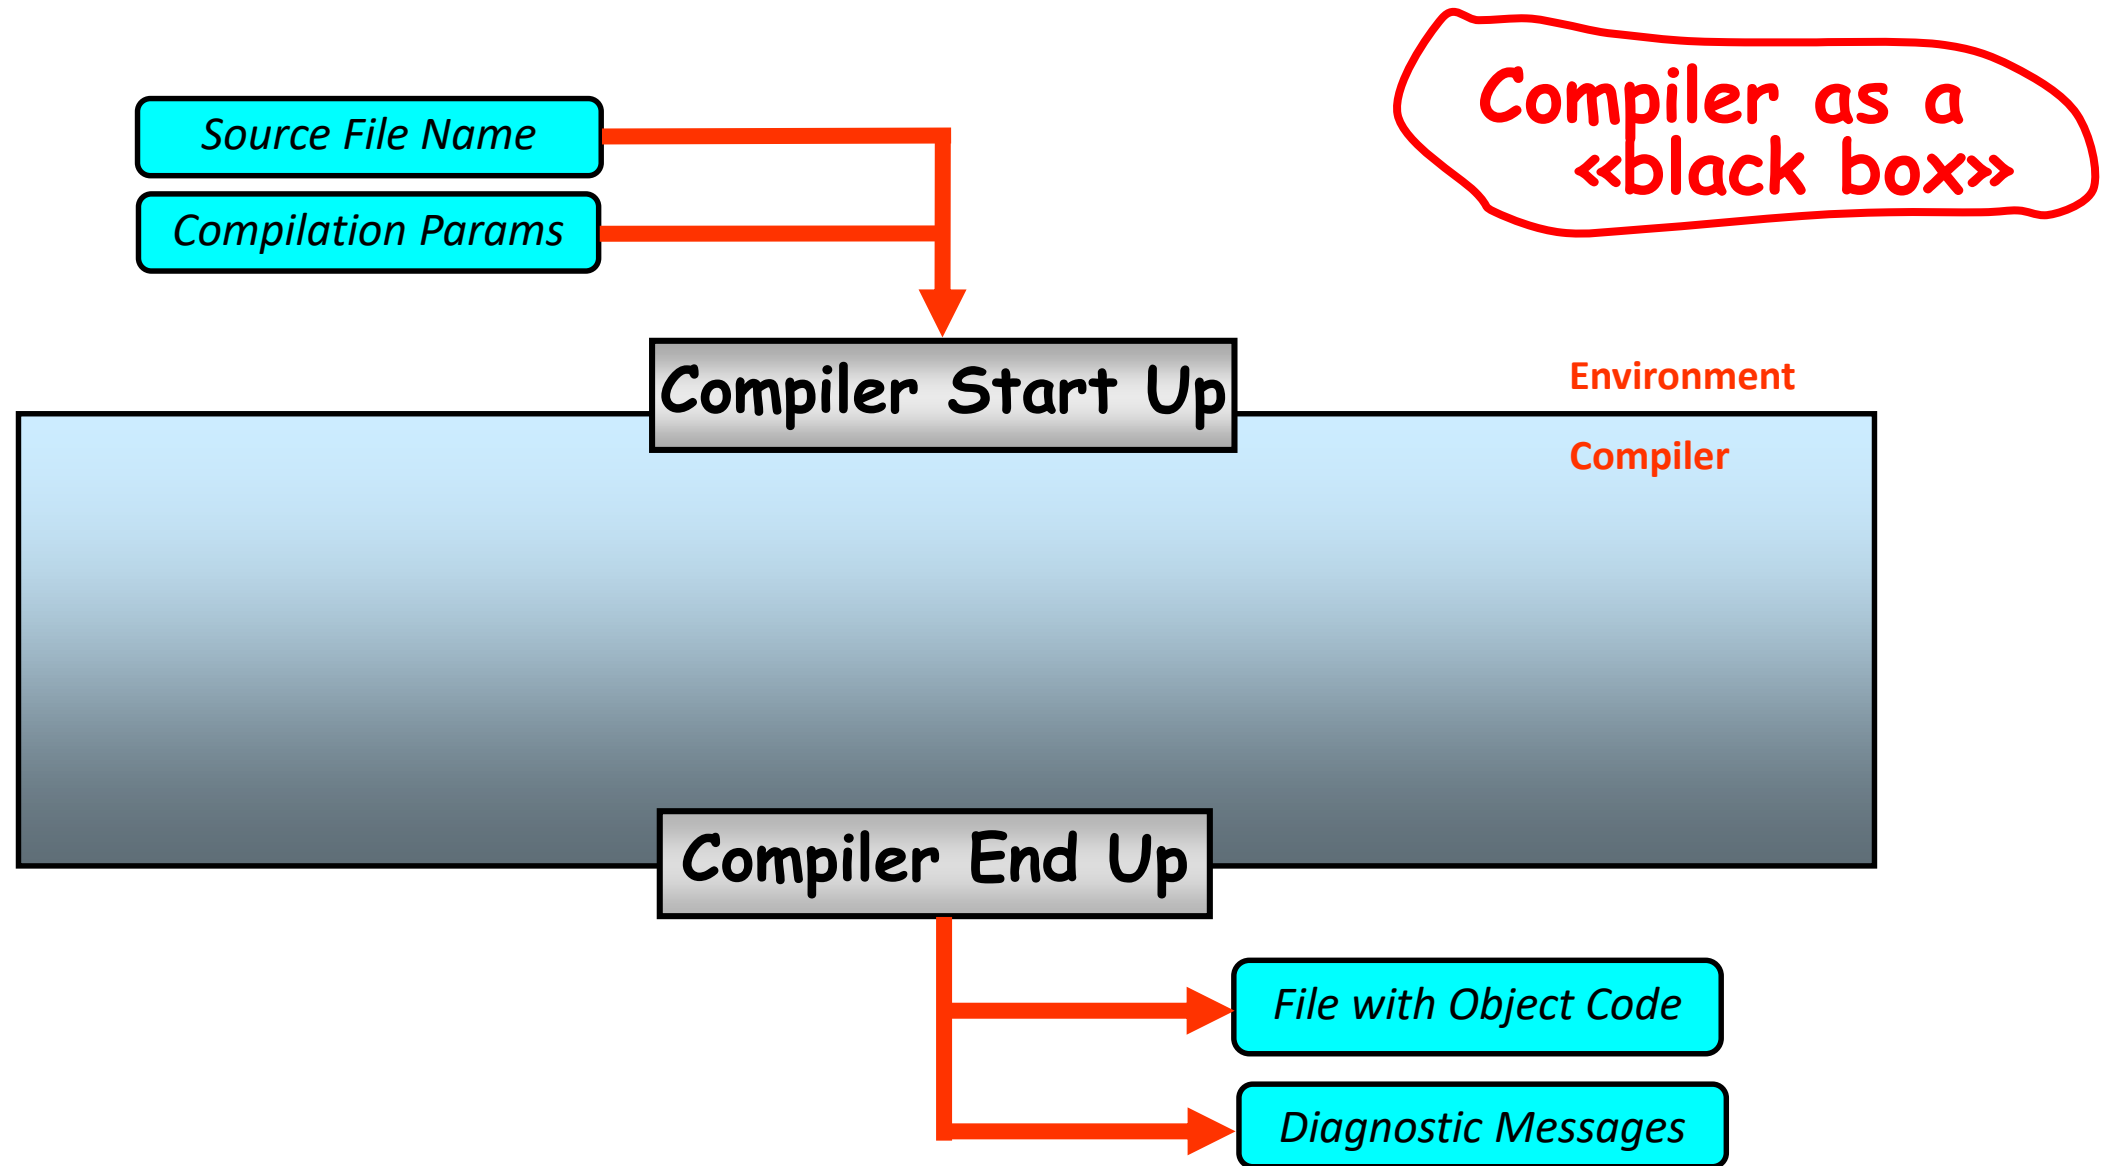 Compiler as a
«black box»
Source File Name
Compilation Params
Compiler Start Up
Environment
Compiler
Compiler End Up
File with Object Code
Diagnostic Messages